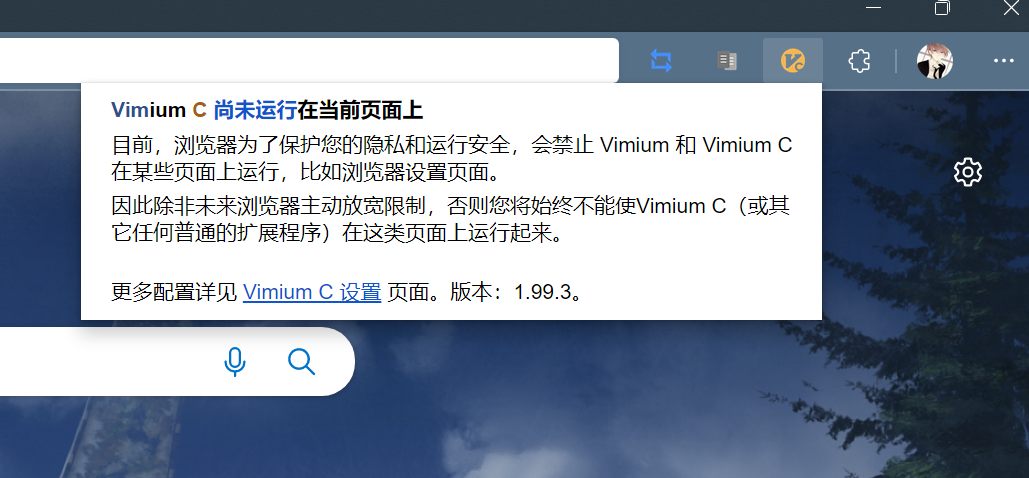 Vimium C 尚未运行在当前页面上
目前，浏览器为了保护您的隐私和运行安全，会禁止 Vimium 和 Vimium C
在某些页面上运行，比如浏览器设置页面。
因此除非未来浏览器主动放宽限制，否则您将始终不能使Vimium C（或其
它任何普通的扩展程序）在这类页面上运行起来。
更多配置详见 Vimium C 设置 页面。版本：1.99.3。